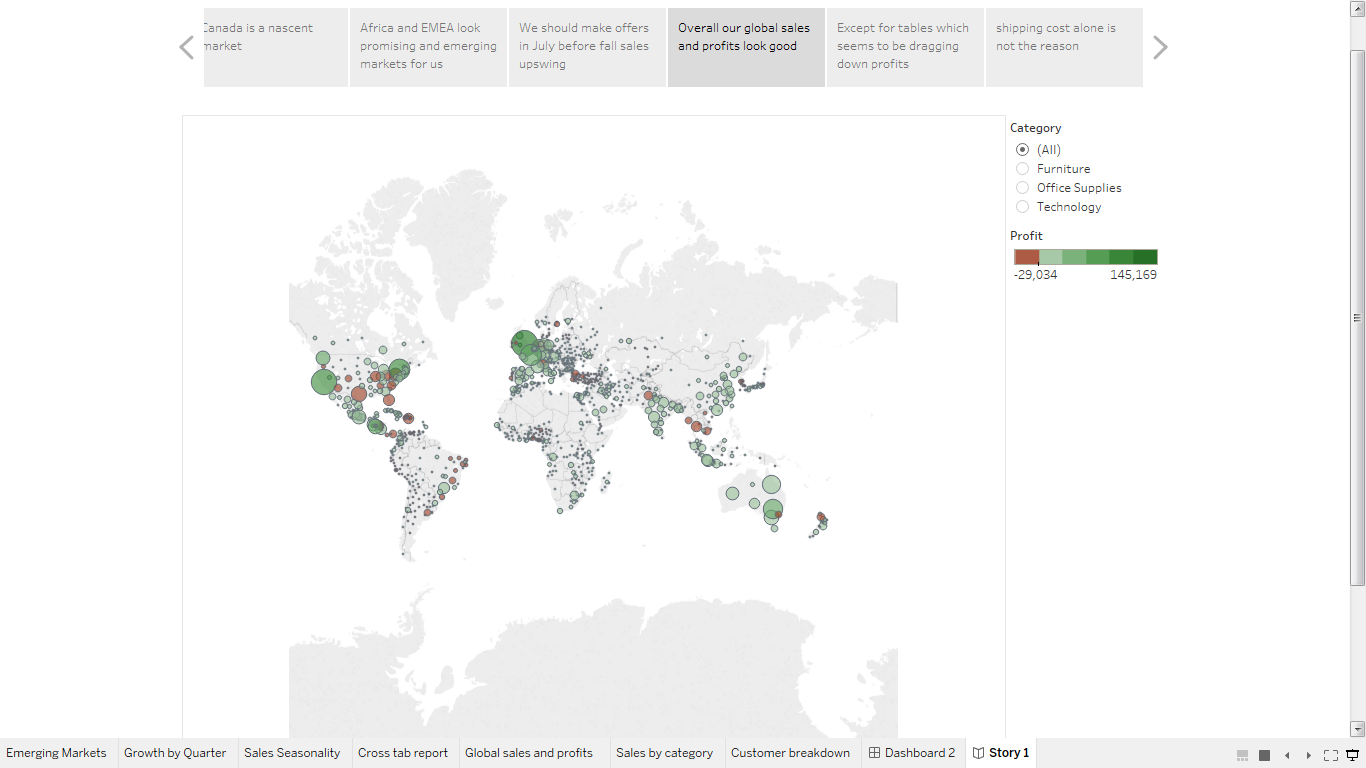 Canada is a nascent
market
Africa and EMEA look
promising and emerging
markets for us
We should make offers
in July before fall sales
upswing
Overall our global sales
and profits look good
Except for tables which
seems to be dragging
down profits
shipping cost alone is
not the reason
Category
(All)
Furniture
Office Supplies
Technology
Profit
-29,034 145,169
Emerging Markets Growth by Quarter Sales Seasonality Cross tab report Global sales and profits Sales by category Customer breakdown Dashboard 2 Story 1